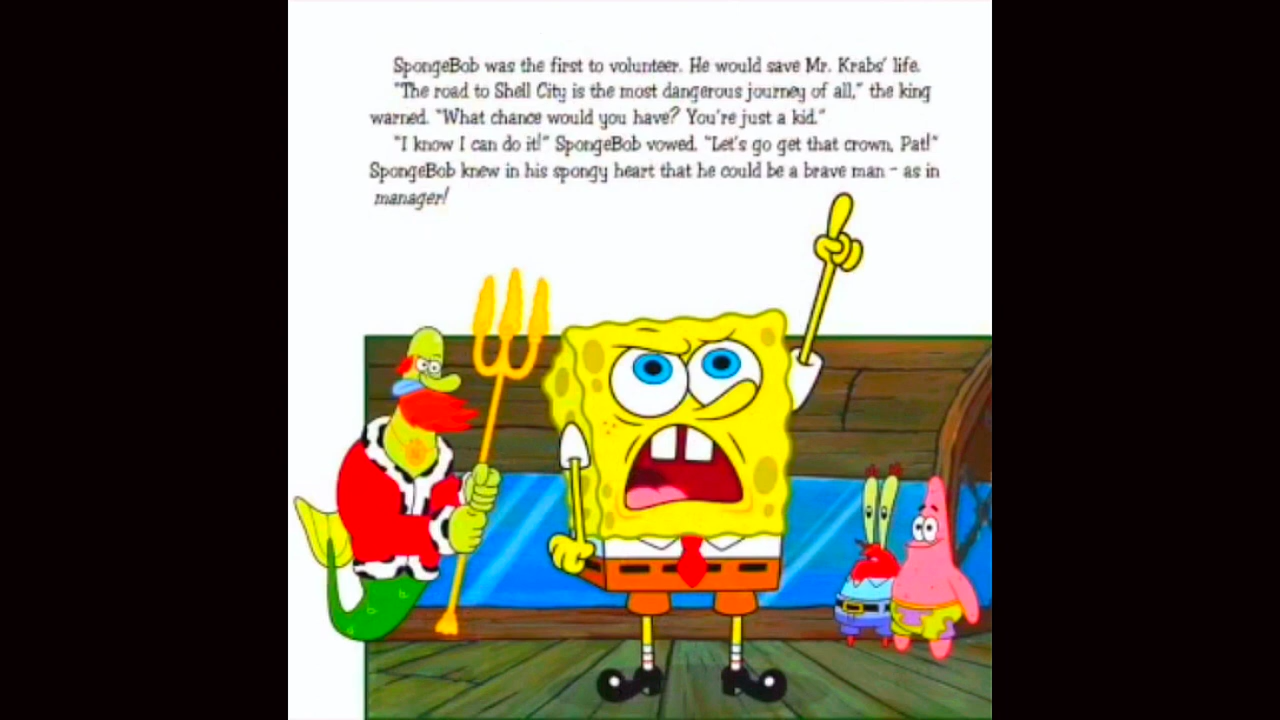 SpongeBob was the first to volunteer. He would save Mr. Krabs' life.
"The road to Shell City is the most dangerous journey of all," the king
warned. "What chance would you have? You're just a kid."
"I know I can do it!" SpongeBob vowed. "Let's go get that crown, Pat!"
SpongeBob knew in his spongy heart that he could be a brave man - as in
manager!